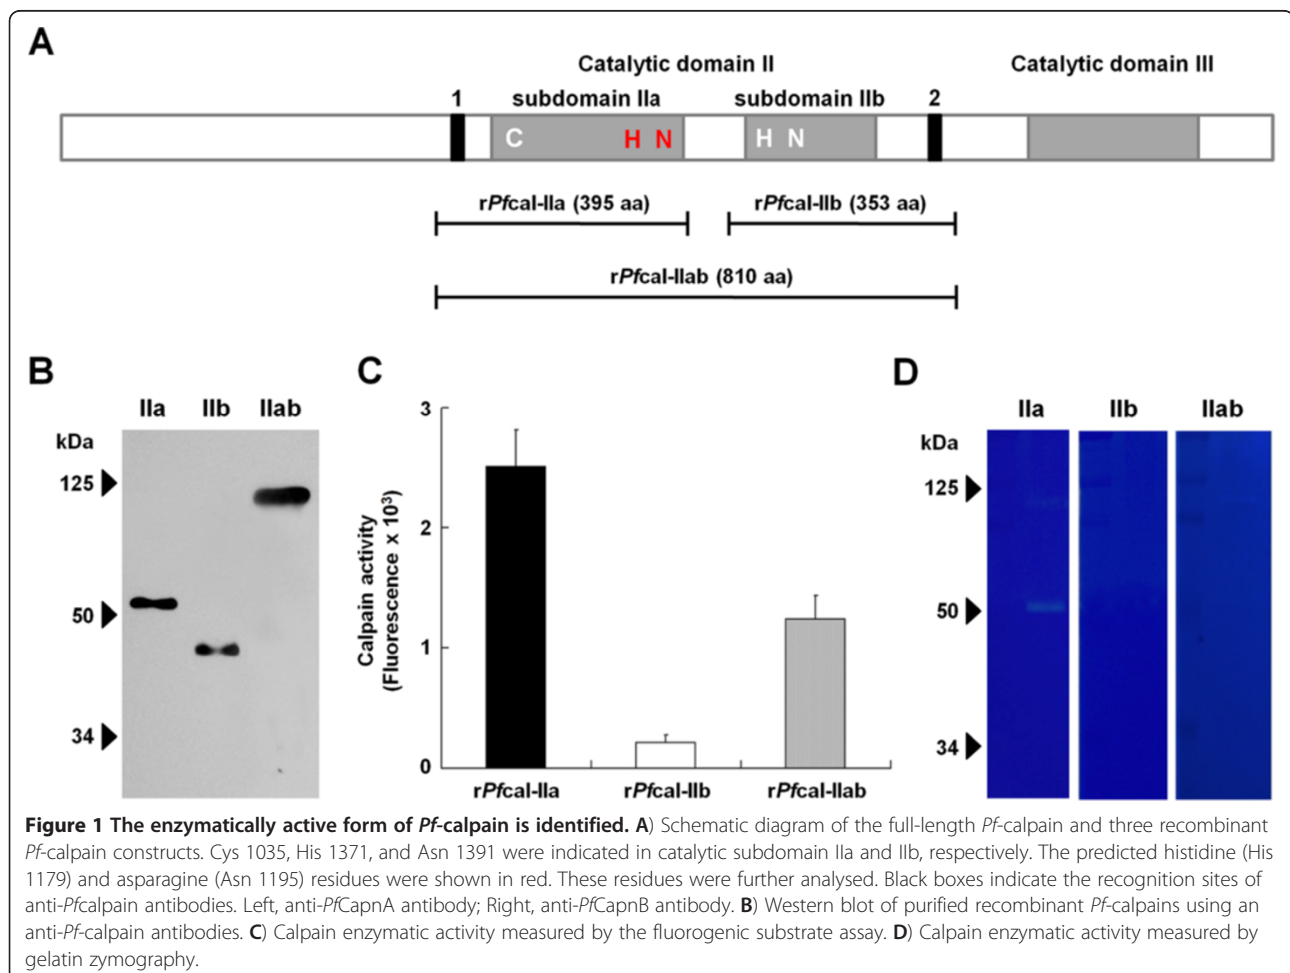 A
Catalytic domain II
Catalytic domain III
1
subdomain IIa
subdomain IIb
2
C
H N
H N
rPfcal-IIa (395 aa)
rPfcal-IIb (353 aa)
rPfcal-IIab (810 aa)
B
IIa IIb IIab
kDa
125
50
34
C
Calpain activity
(Fluorescence x 10³)
3
2
1
0
rPfcal-IIa
rPfcal-IIb
rPfcal-IIab
D
IIa
IIb
IIab
kDa
125
50
34
Figure 1 The enzymatically active form of Pf-calpain is identified. A) Schematic diagram of the full-length Pf-calpain and three recombinant
Pf-calpain constructs. Cys 1035, His 1371, and Asn 1391 were indicated in catalytic subdomain IIa and IIb, respectively. The predicted histidine (His
1179) and asparagine (Asn 1195) residues were shown in red. These residues were further analysed. Black boxes indicate the recognition sites of
anti-Pfcalpain antibodies. Left, anti-PfCapnA antibody; Right, anti-PfCapnB antibody. B) Western blot of purified recombinant Pf-calpains using an
anti-Pf-calpain antibodies. C) Calpain enzymatic activity measured by the fluorogenic substrate assay. D) Calpain enzymatic activity measured by
gelatin zymography.